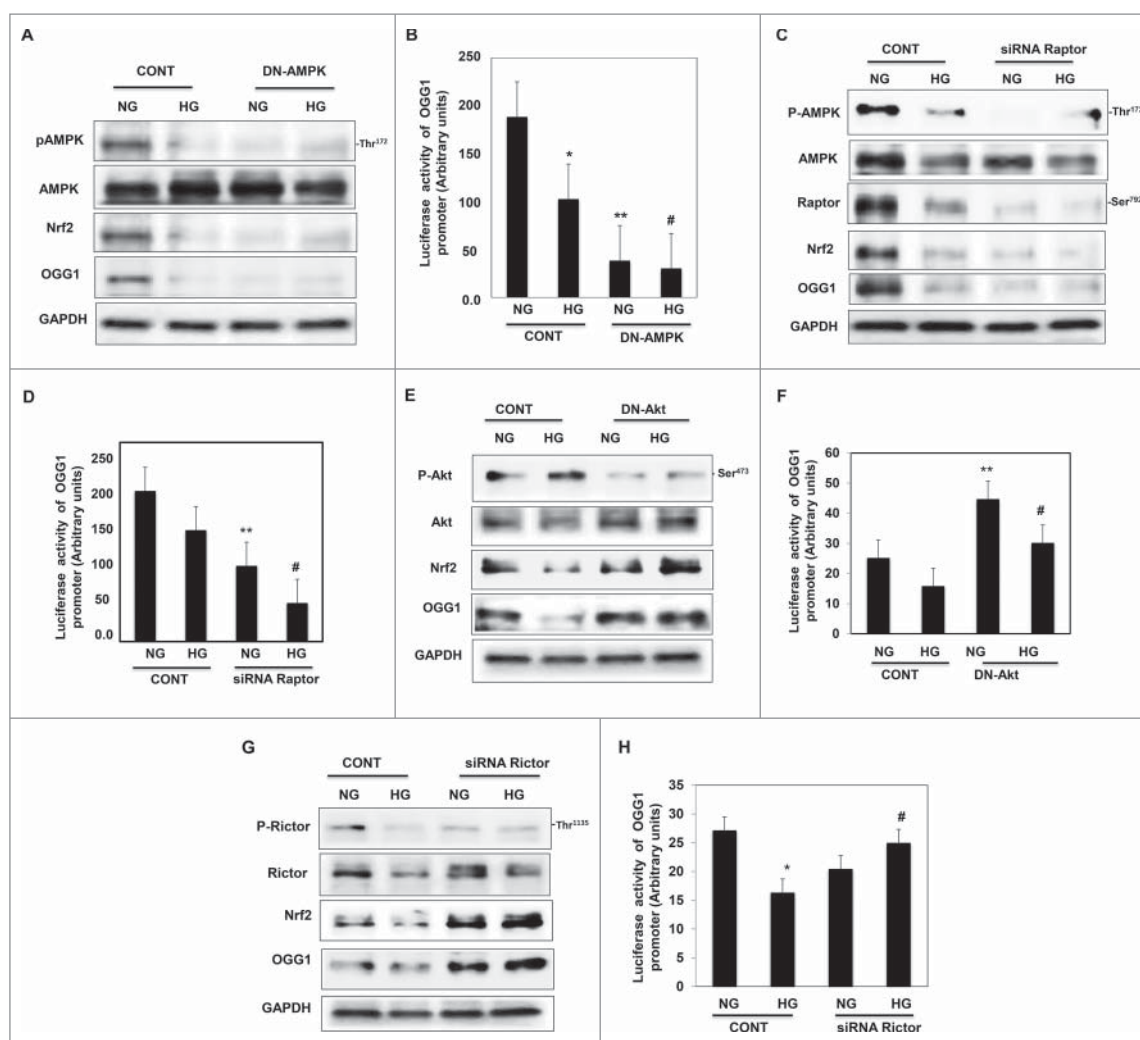 A
CONT DN-AMPK
NG HG NG HG
pAMPK -Thr¹⁷²
AMPK
Nrf2
OGG1
GAPDH
B
Luciferase activity of OGG1
promoter (Arbitrary units)
250
200
150
100
50
0.0
* ** #
NG HG NG HG
CONT DN-AMPK
C
CONT siRNA Raptor
NG HG NG HG
P-AMPK -Thr¹⁷
AMPK
Raptor -Ser⁷⁹²
Nrf2
OGG1
GAPDH
D
Luciferase activity of OGG1
promoter (Arbitrary units)
200
150
100
50
0.0
** #
NG HG NG HG
CONT siRNA Raptor
E
CONT DN-Akt
NG HG NG HG
P-Akt - Ser⁴⁷³
Akt
Nrf2
OGG1
GAPDH
F
Luciferase activity of OGG1
promoter (Arbitrary units)
60
50
40
30
20
10
0
** #
NG HG NG HG
CONT DN-Akt
G
CONT siRNA Rictor
NG HG NG HG
P-Rictor -Thr¹¹³⁵
Rictor
Nrf2
OGG1
GAPDH
H
Luciferase activity of OGG1
promoter (Arbitrary units)
35
30
25
20
15
10
5
0
* #
NG HG NG HG
CONT siRNA Rictor